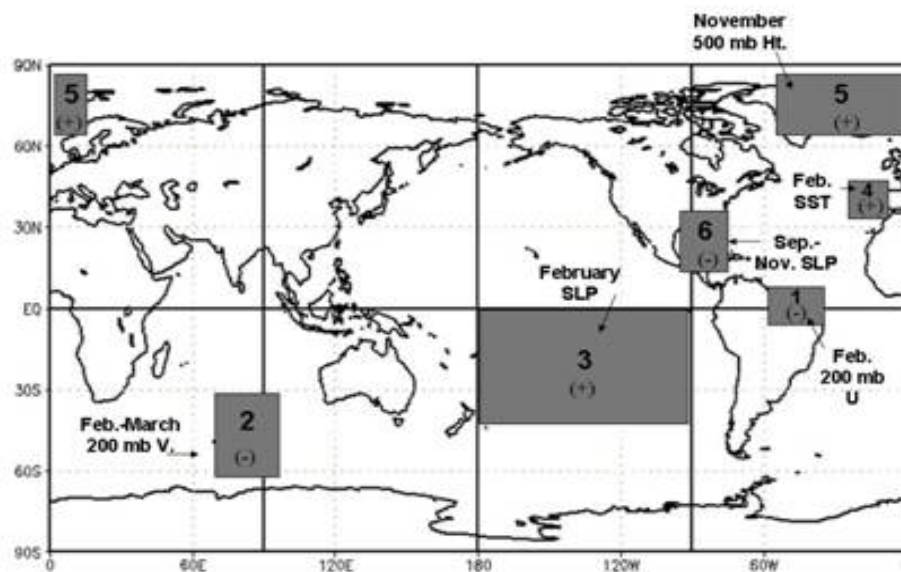 November
500 mb Ht.
90N
5
(+)
5
(+)
60N
Feb.
SST
4
(+)
30N
6
(-)
Sep.-
Nov. SLP
February
SLP
EQ
1
(-)
3
(+)
Feb.
200 mb
U
30S
Feb.-March
200 mb V,
2
(-)
60S
90S
0
60E
120E
180
120W
60W